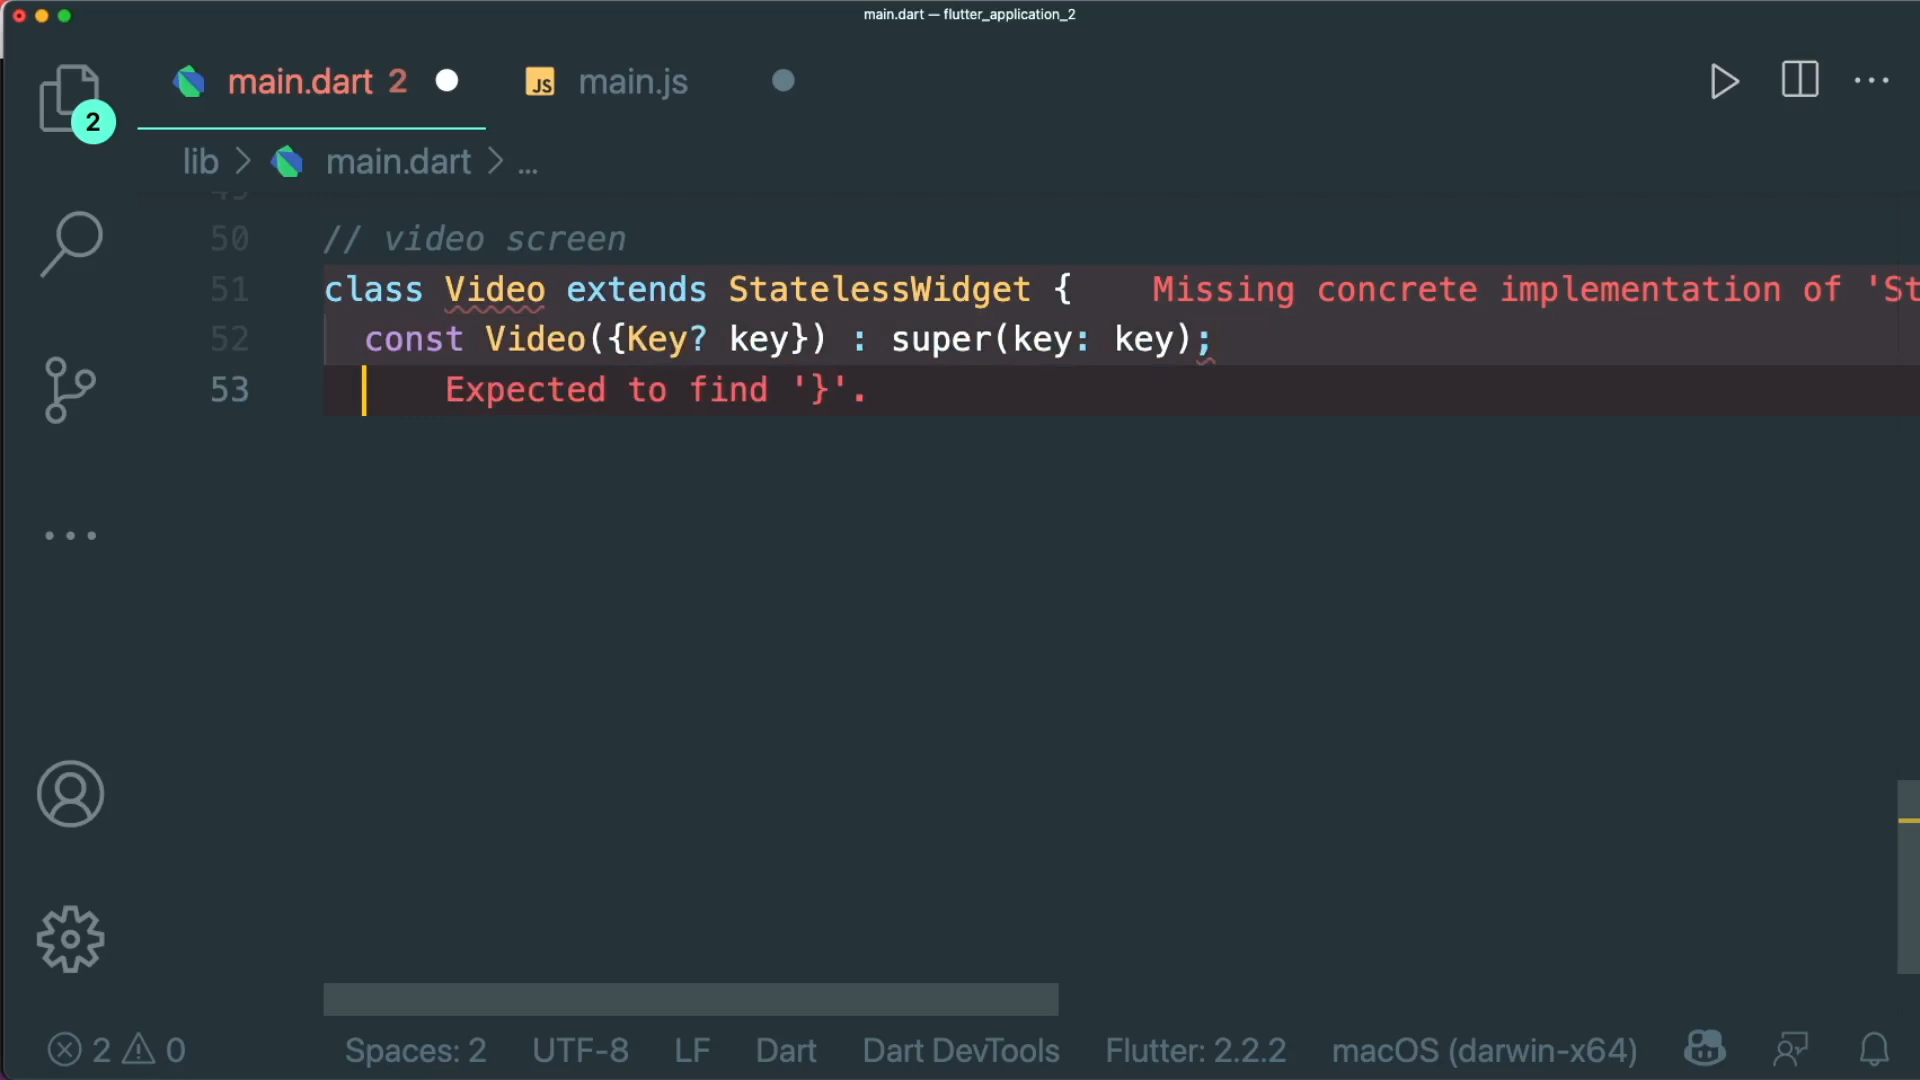 main.dart — flutter_application_2
main.dart 2
JS main.js
2
lib > main.dart > ...
50 // video screen
51 class Video extends StatelessWidget { Missing concrete implementation of 'St
52 const Video({Key? key}) : super(key: key);
53 Expected to find '}'.
2 0 Spaces: 2 UTF-8 LF Dart Dart DevTools Flutter: 2.2.2 macOS (darwin-x64)